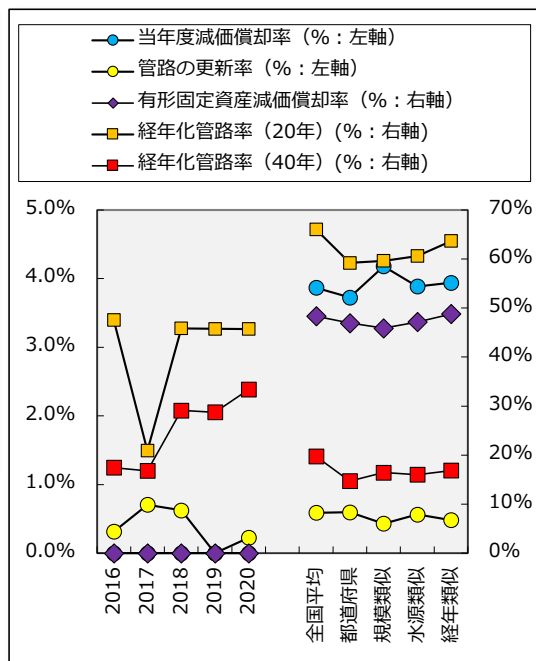 当年度減価償却率（%：左軸）
管路の更新率（%：左軸）
有形固定資産減価償却率（%：右軸）
経年化管路率（20年）(%：右軸)
経年化管路率（40年）(%：右軸)
5.0%
4.0%
3.0%
2.0%
1.0%
0.0%
70%
60%
50%
40%
30%
20%
10%
0%
2016
2017
2018
2019
2020
全国平均
都道府県
規模類似
水源類似
経年類似